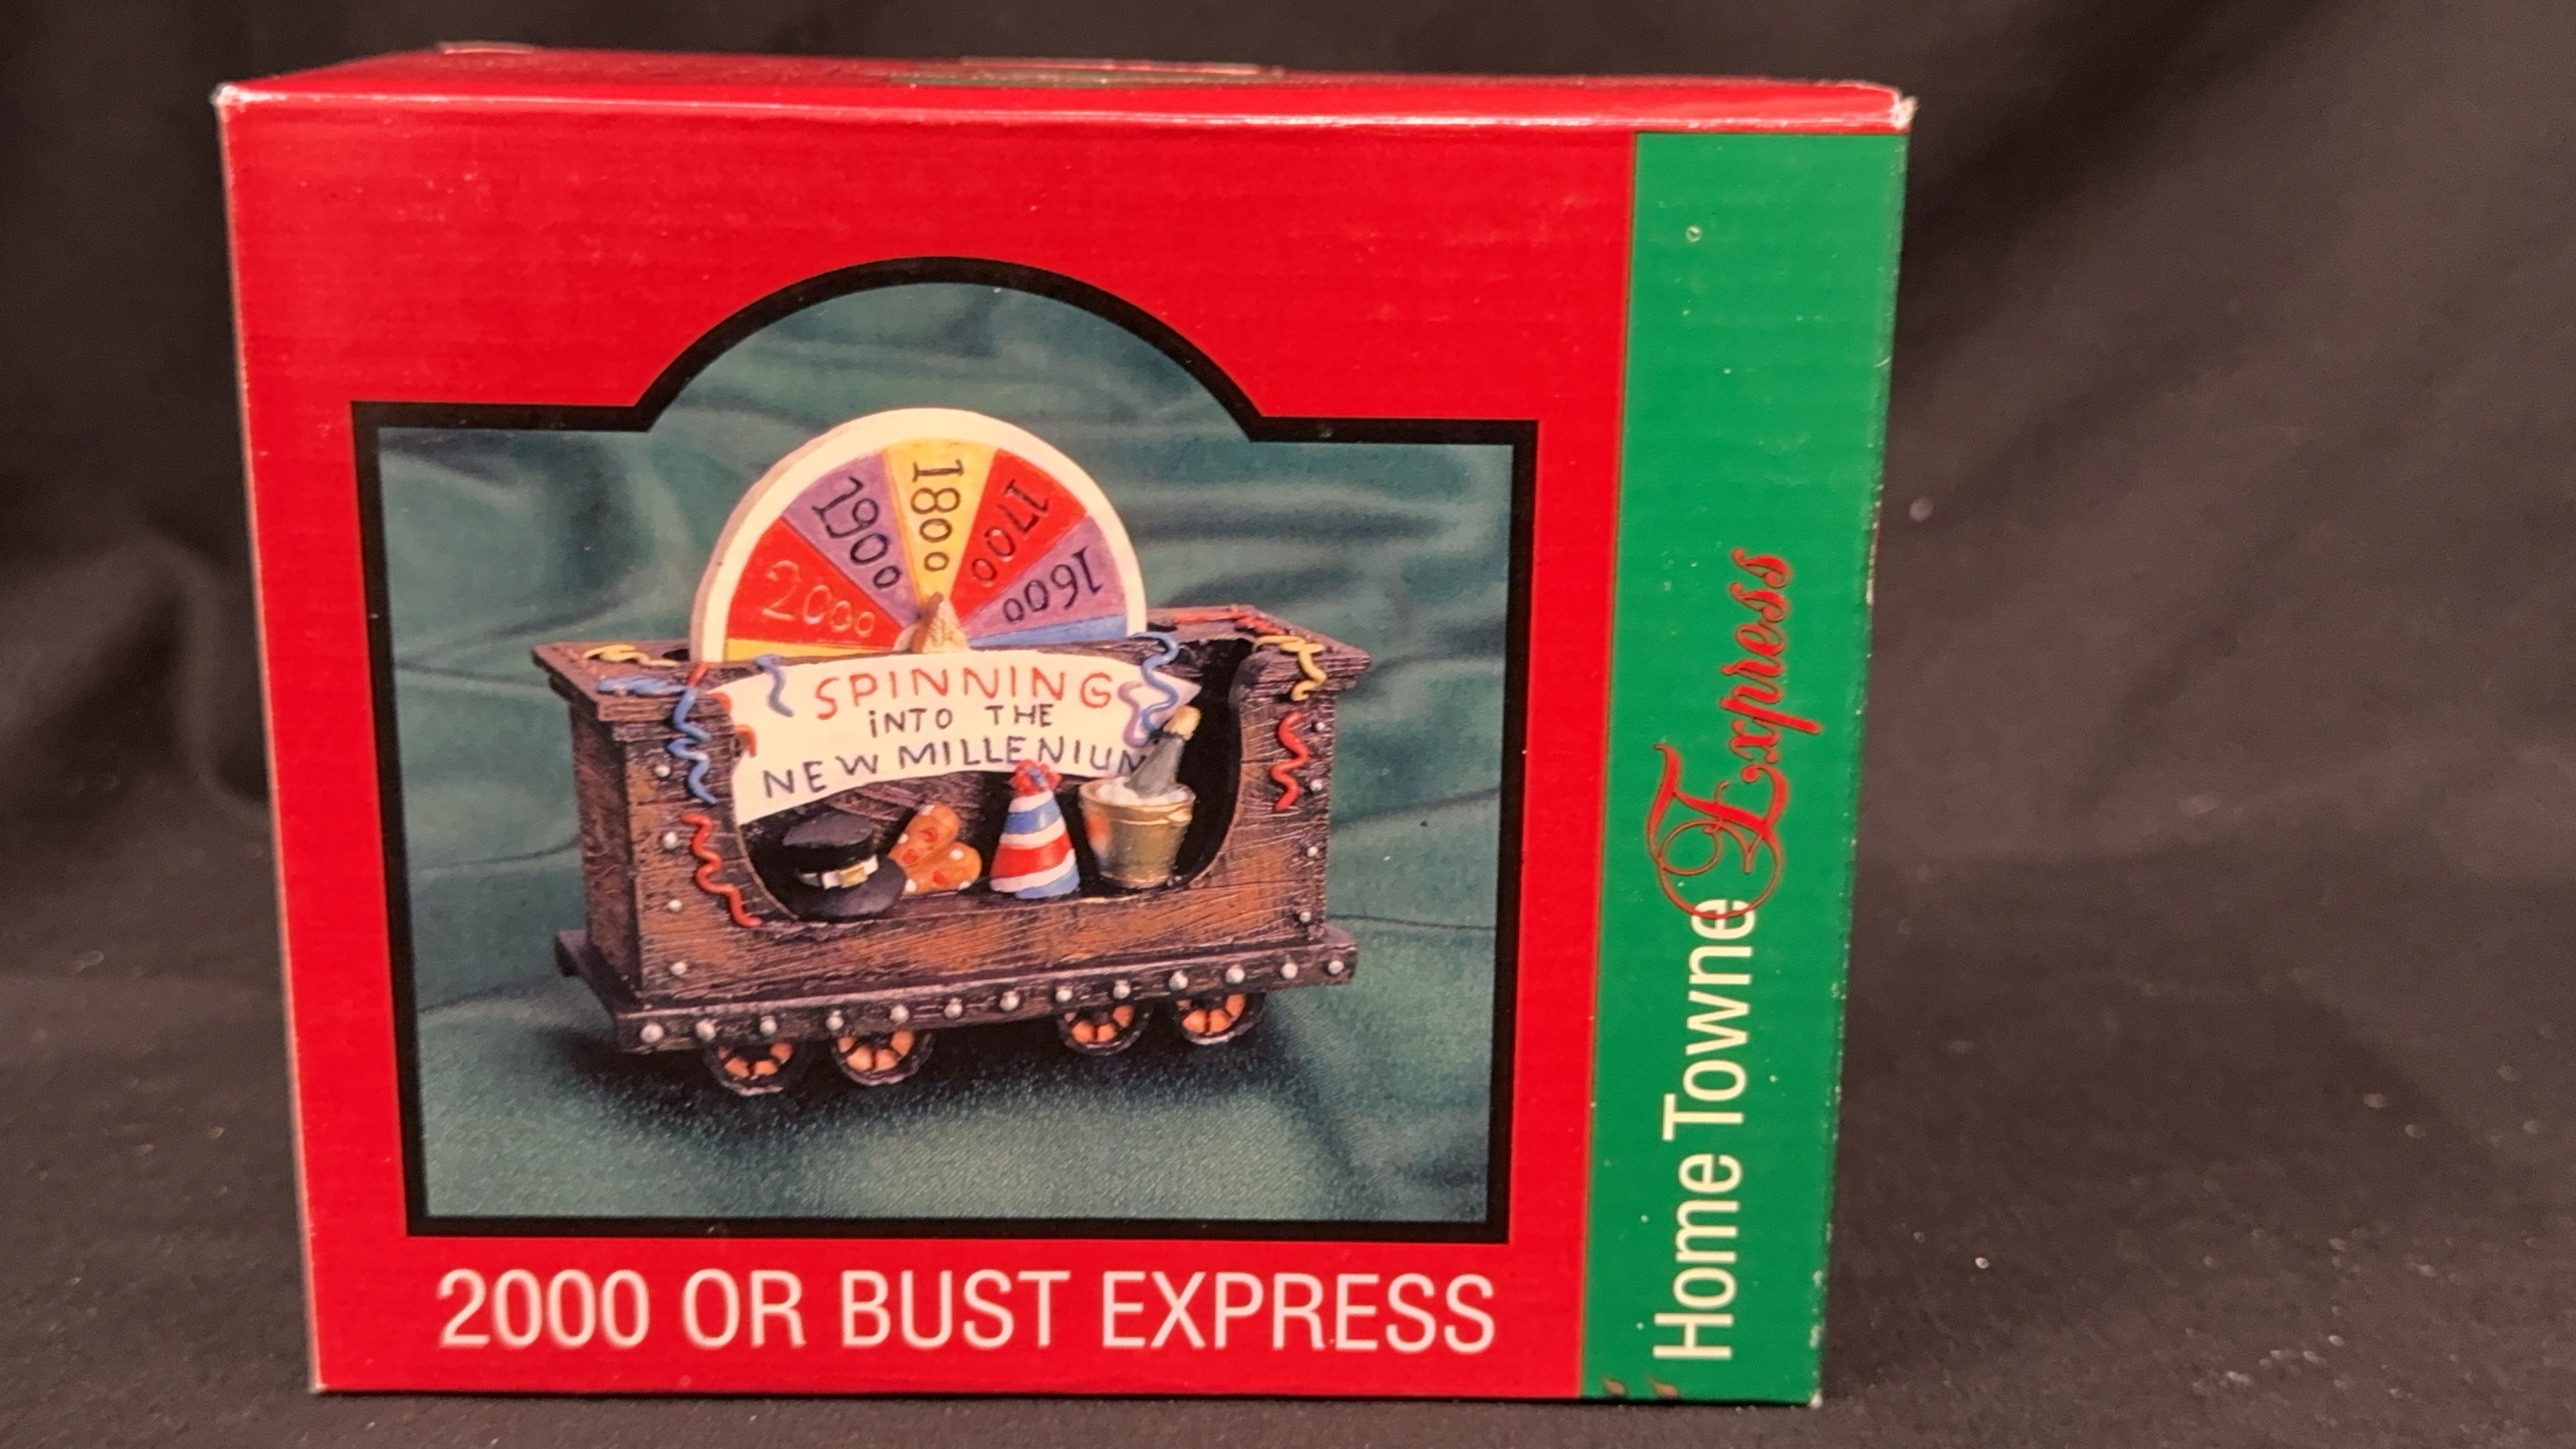 2000
1900
1800
1700
1600
SPINNING
iNTO THE
NEW MILLENIUM
2000 OR BUST EXPRESS
Home Towne Express